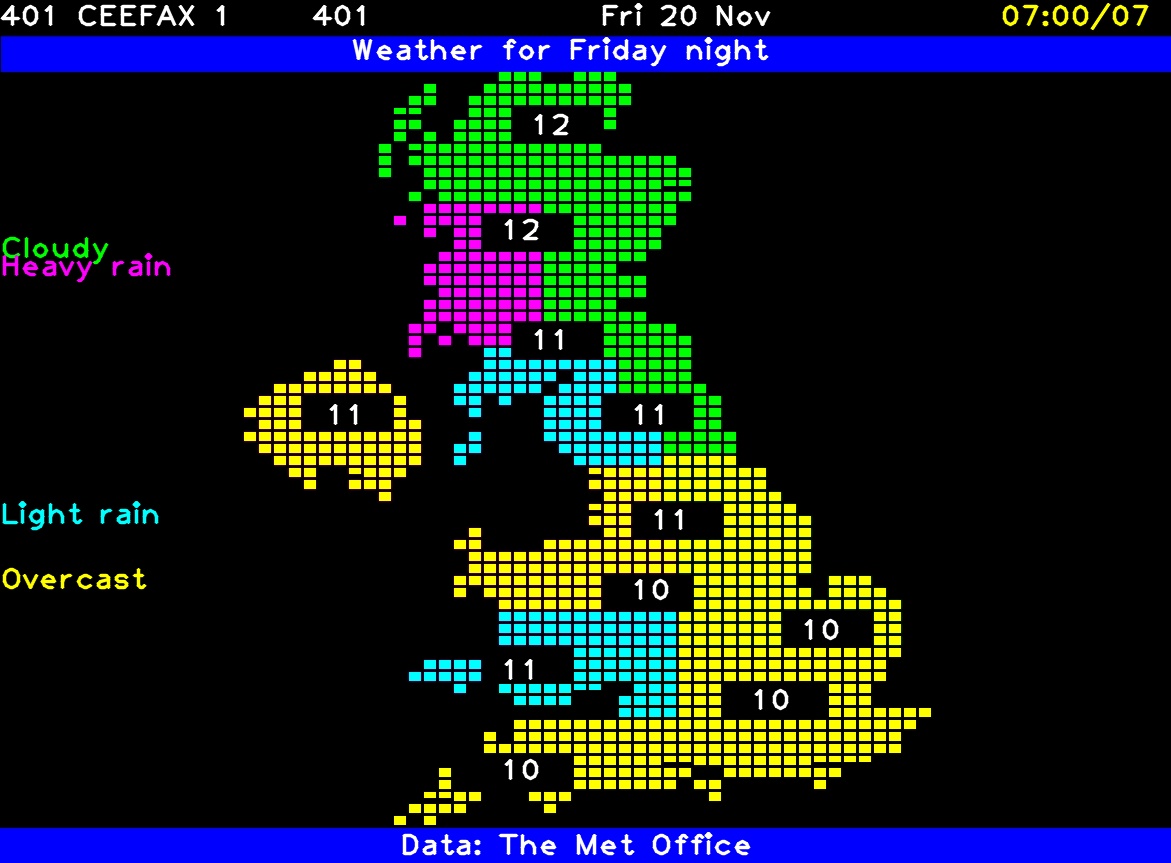 401 CEEFAX 1 401 Fri 20 Nov 07:00/07
Weather for Friday night
12
12
Cloudy
Heavy rain
11
11 11
Light rain
11
Overcast
10
10
11
10
10
Data: The Met Office